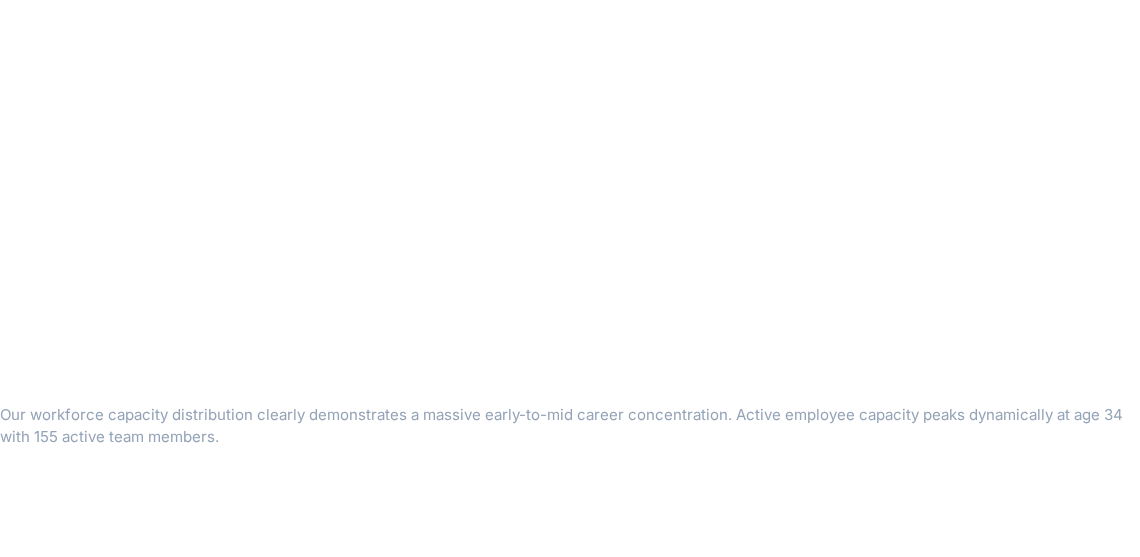 Our workforce capacity distribution clearly demonstrates a massive early-to-mid career concentration. Active employee capacity peaks dynamically at age 34
with 155 active team members.